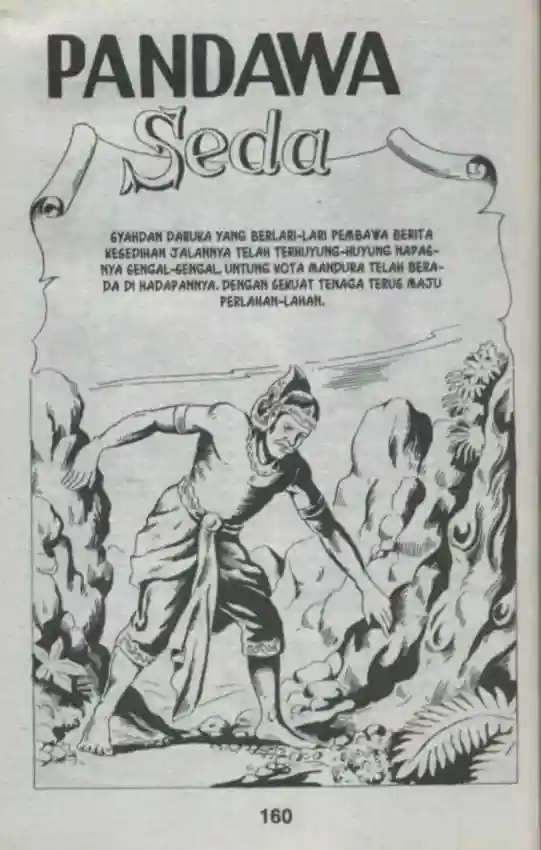 PANDAWA
Seda
SYAHDAN DARUKA YANG BERLARI-LARI PEMBAWA BERITA
KESEDIHAN JALANNYA TELAH TERHUYUNG-HUYUNG NAPAS-
NYA SENGAL-SENGAL, UNTUNG KOTA MANDURA TELAH BERA-
DA DI HADAPANNYA. DENGAN SEKUAT TENAGA TERUS MAJU
PERLAHAN-LAHAN.
160